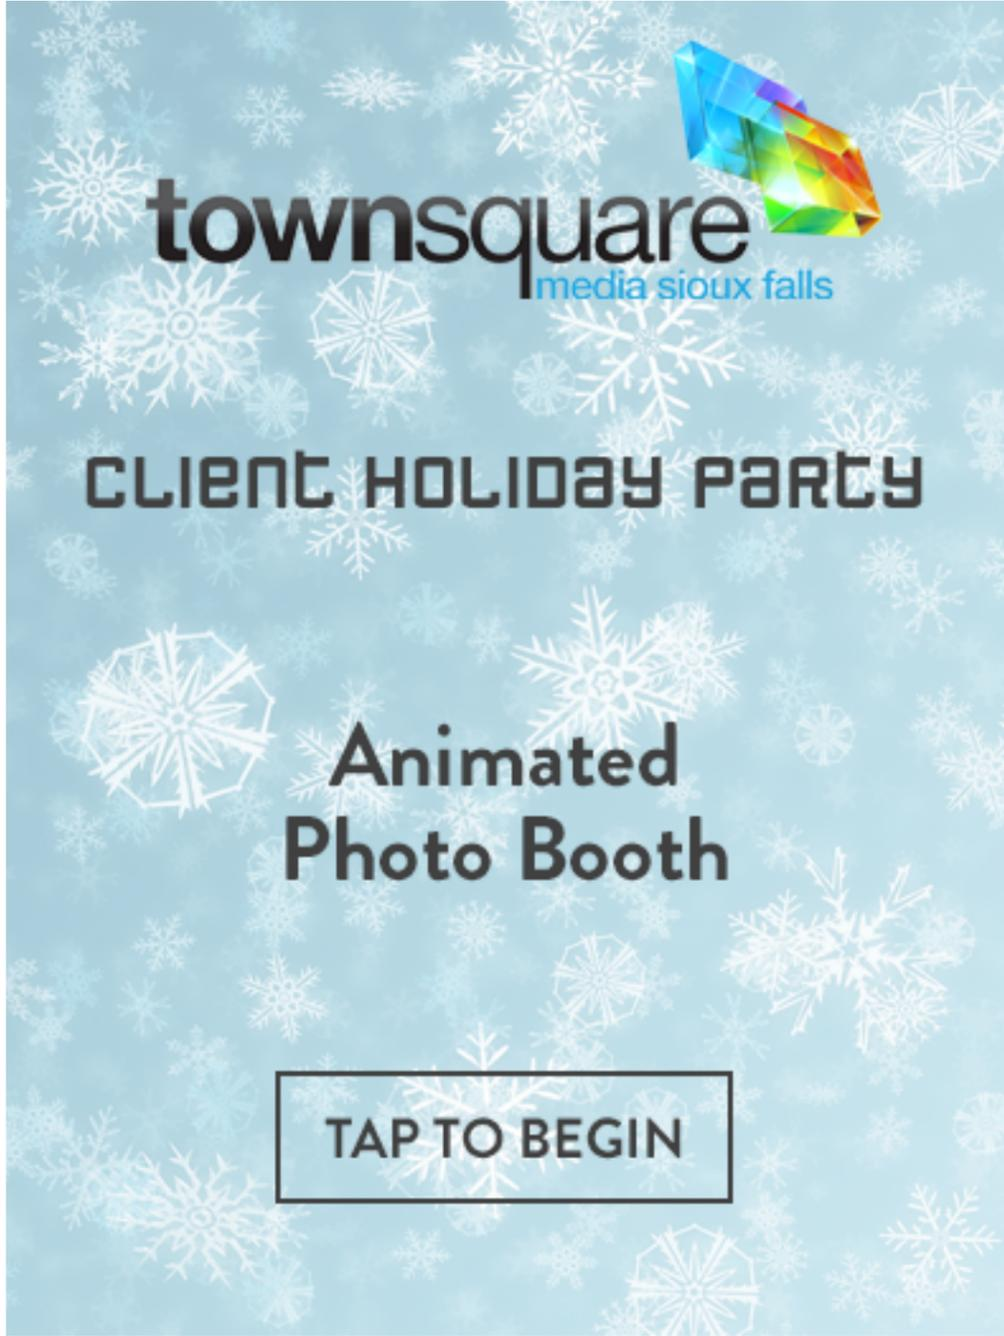 townsquare
media sioux falls
CLIENT HOLIDAY PARTY
Animated
Photo Booth
TAP TO BEGIN